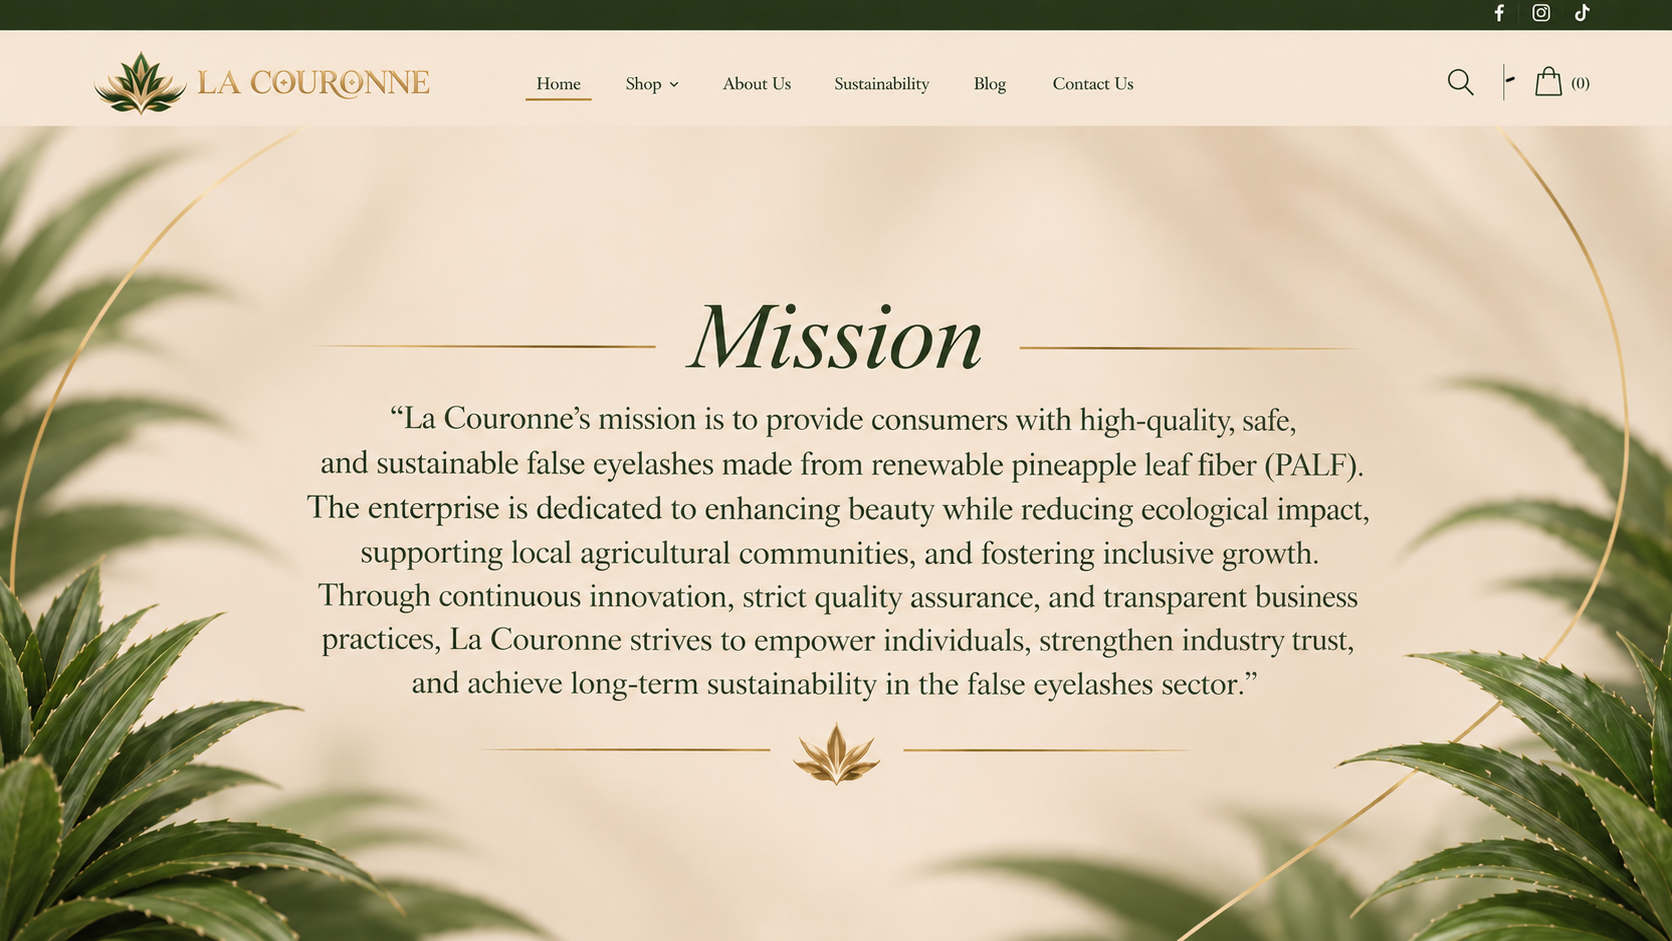 LA COURONNE
Home
Shop
About Us
Sustainability
Blog
Contact Us
(0)
Mission
“La Couronne’s mission is to provide consumers with high-quality, safe,
and sustainable false eyelashes made from renewable pineapple leaf fiber (PALF).
The enterprise is dedicated to enhancing beauty while reducing ecological impact,
supporting local agricultural communities, and fostering inclusive growth.
Through continuous innovation, strict quality assurance, and transparent business
practices, La Couronne strives to empower individuals, strengthen industry trust,
and achieve long-term sustainability in the false eyelashes sector.”